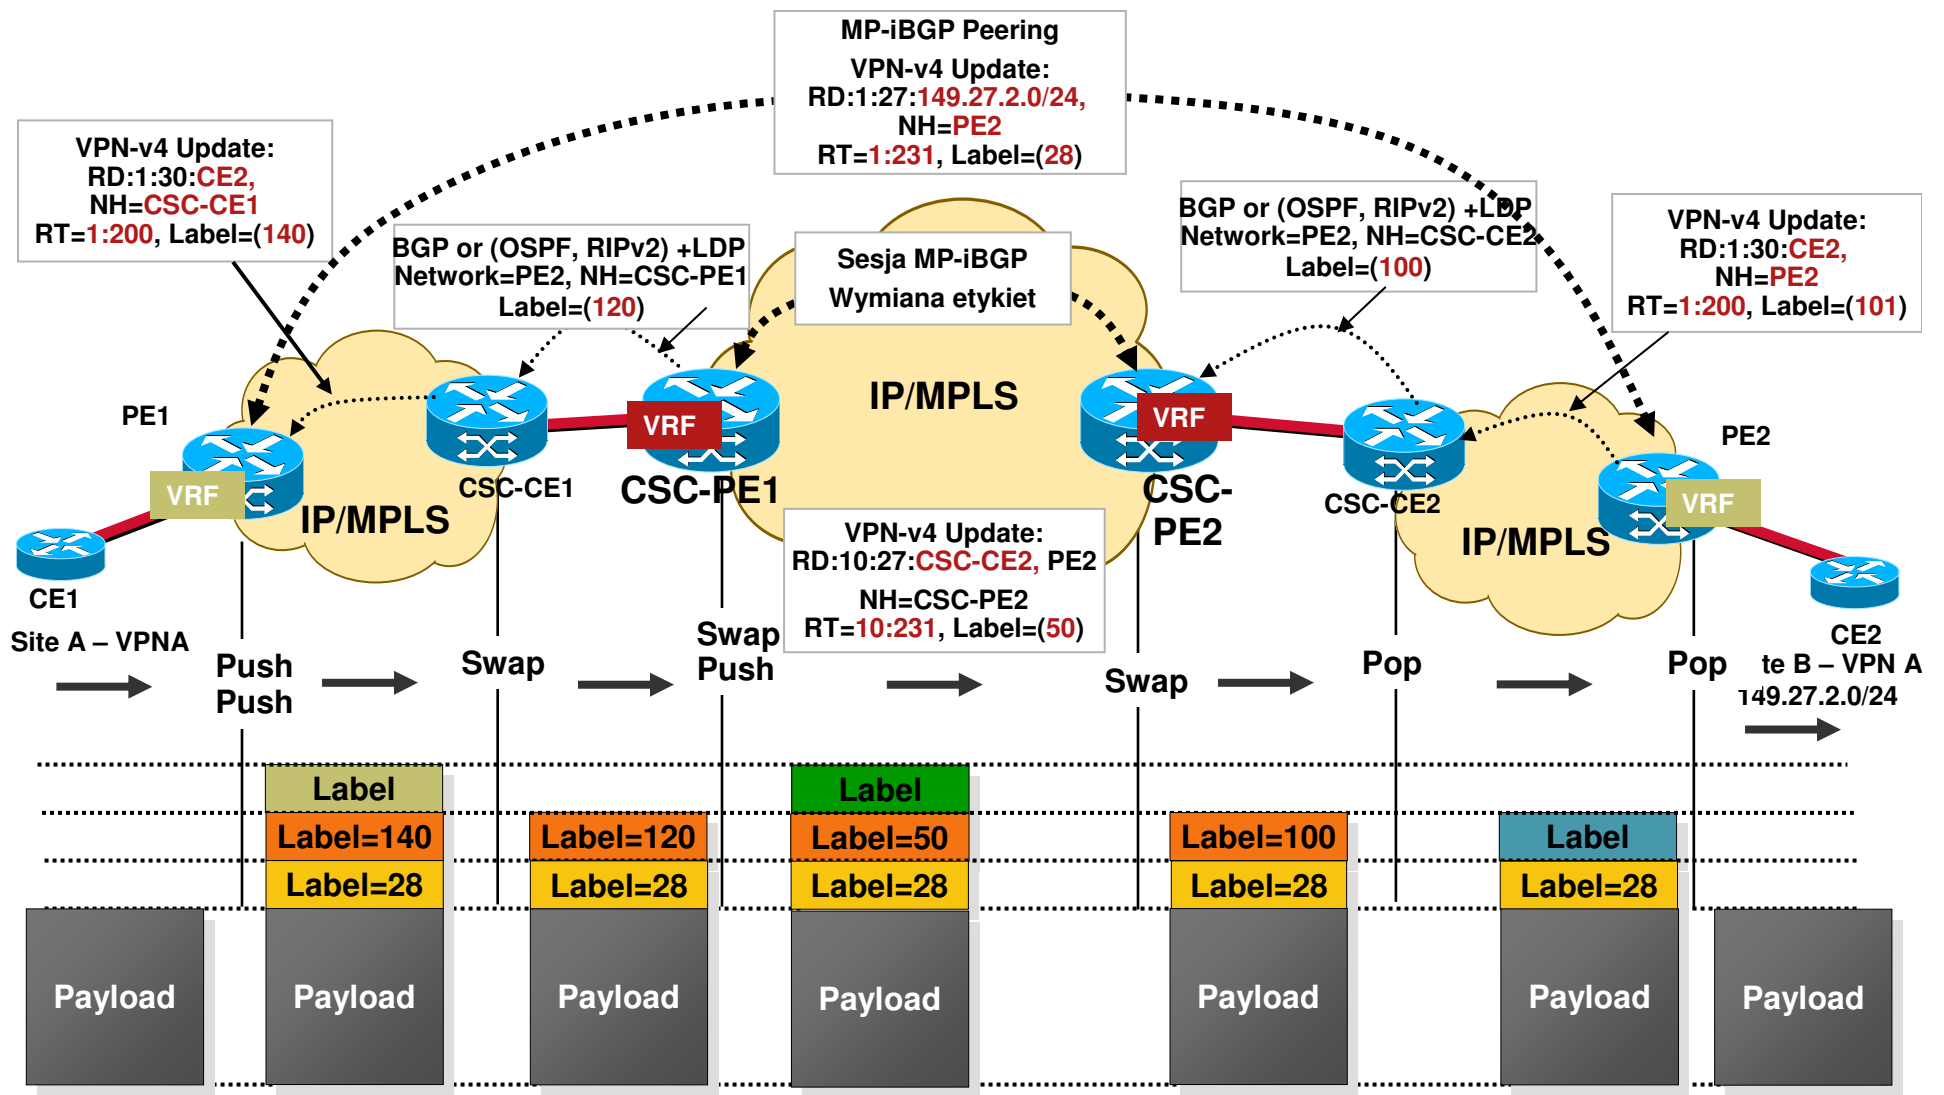 MP-iBGP Peering
VPN-v4 Update:
RD:1:27:149.27.2.0/24,
NH=PE2
RT=1:231, Label=(28)
VPN-v4 Update:
RD:1:30:CE2,
NH=CSC-CE1
RT=1:200, Label=(140)
BGP or (OSPF, RIPv2) +LDP
Network=PE2, NH=CSC-PE1
Label=(120)
Sesja MP-iBGP
Wymiana etykiet
BGP or (OSPF, RIPv2) +LDP
Network=PE2, NH=CSC-CE2
Label=(100)
VPN-v4 Update:
RD:1:30:CE2,
NH=PE2
RT=1:200, Label=(101)
PE1
VRF
CE1
Site A – VPNA
IP/MPLS
CSC-CE1
VRF
CSC-PE1
IP/MPLS
VPN-v4 Update:
RD:10:27:CSC-CE2, PE2
NH=CSC-PE2
RT=10:231, Label=(50)
VRF
CSC-
PE2
CSC-CE2
IP/MPLS
PE2
VRF
CE2
te B – VPN A
149.27.2.0/24
Push
Push
Swap
Swap
Push
Swap
Pop
Pop
Label
Label=140
Label=28
Label=120
Label=28
Label
Label=50
Label=28
Label=100
Label=28
Label
Label=28
Payload
Payload
Payload
Payload
Payload
Payload
Payload